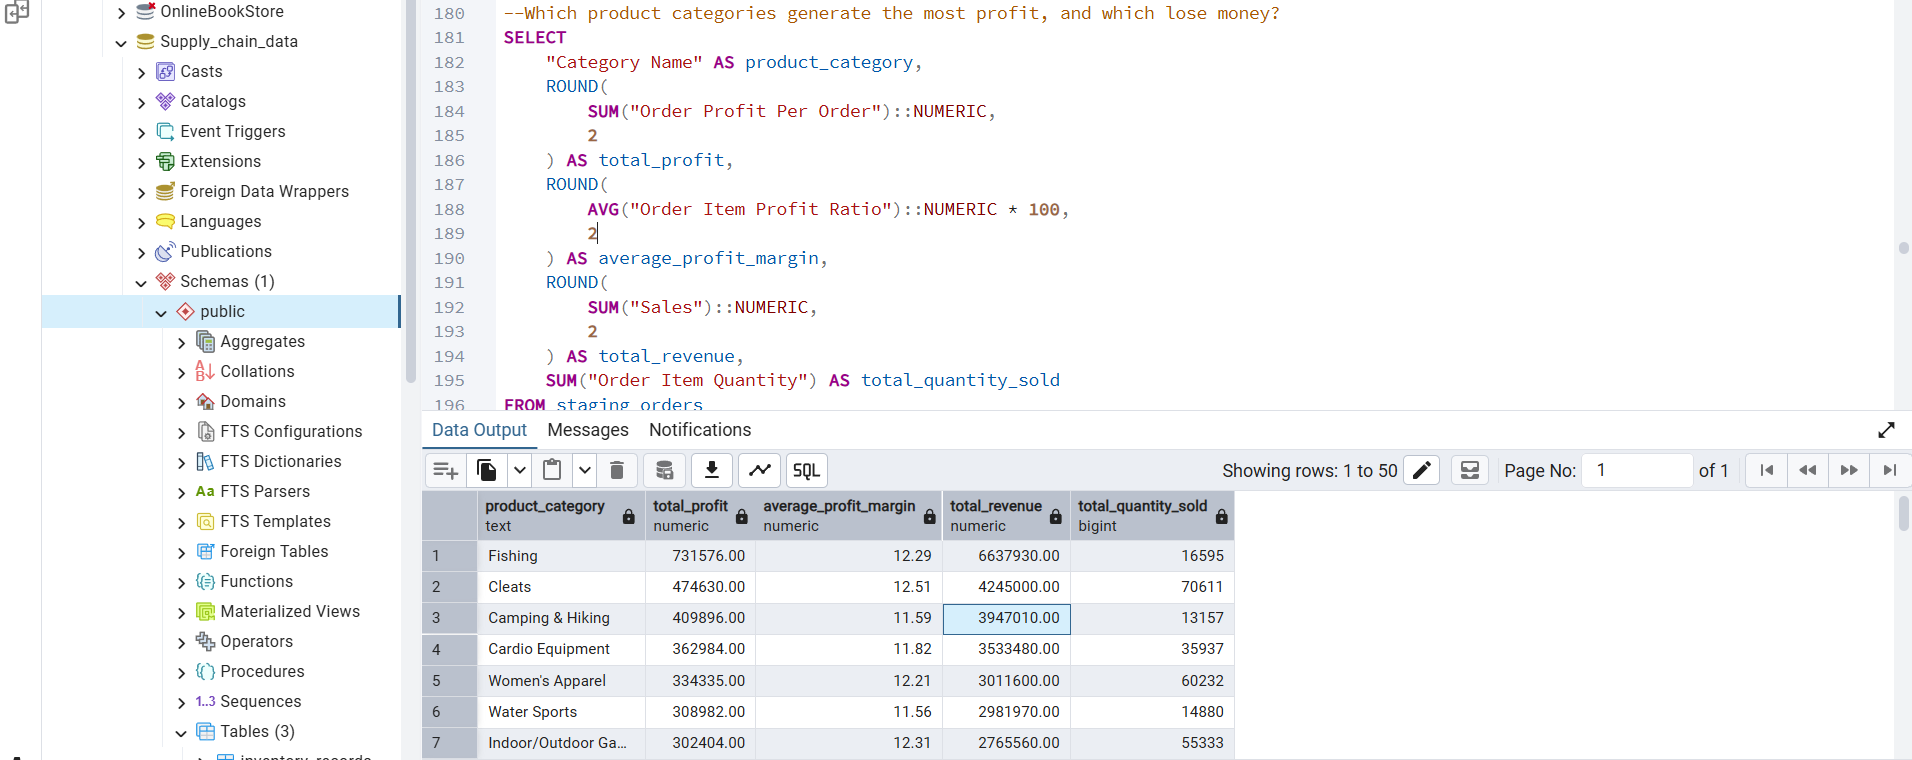 OnlineBookStore
Supply_chain_data
Casts
Catalogs
Event Triggers
Extensions
Foreign Data Wrappers
Languages
Publications
Schemas (1)
public
Aggregates
Collations
Domains
FTS Configurations
FTS Dictionaries
Aa FTS Parsers
FTS Templates
Foreign Tables
Functions
Materialized Views
Operators
Procedures
1..3 Sequences
Tables (3)
inventory_records
180 --Which product categories generate the most profit, and which lose money?
181 SELECT
182 "Category Name" AS product_category,
183 ROUND(
184 SUM("Order Profit Per Order")::NUMERIC,
185 2
186 ) AS total_profit,
187 ROUND(
188 AVG("Order Item Profit Ratio")::NUMERIC * 100,
189 2
190 ) AS average_profit_margin,
191 ROUND(
192 SUM("Sales")::NUMERIC,
193 2
194 ) AS total_revenue,
195 SUM("Order Item Quantity") AS total_quantity_sold
196 FROM staging_orders
Data Output Messages Notifications
SQL Showing rows: 1 to 50 Page No: 1 of 1
product_category total_profit average_profit_margin total_revenue total_quantity_sold
text numeric numeric numeric bigint
1 Fishing 731576.00 12.29 6637930.00 16595
2 Cleats 474630.00 12.51 4245000.00 70611
3 Camping & Hiking 409896.00 11.59 3947010.00 13157
4 Cardio Equipment 362984.00 11.82 3533480.00 35937
5 Women's Apparel 334335.00 12.21 3011600.00 60232
6 Water Sports 308982.00 11.56 2981970.00 14880
7 Indoor/Outdoor Ga... 302404.00 12.31 2765560.00 55333